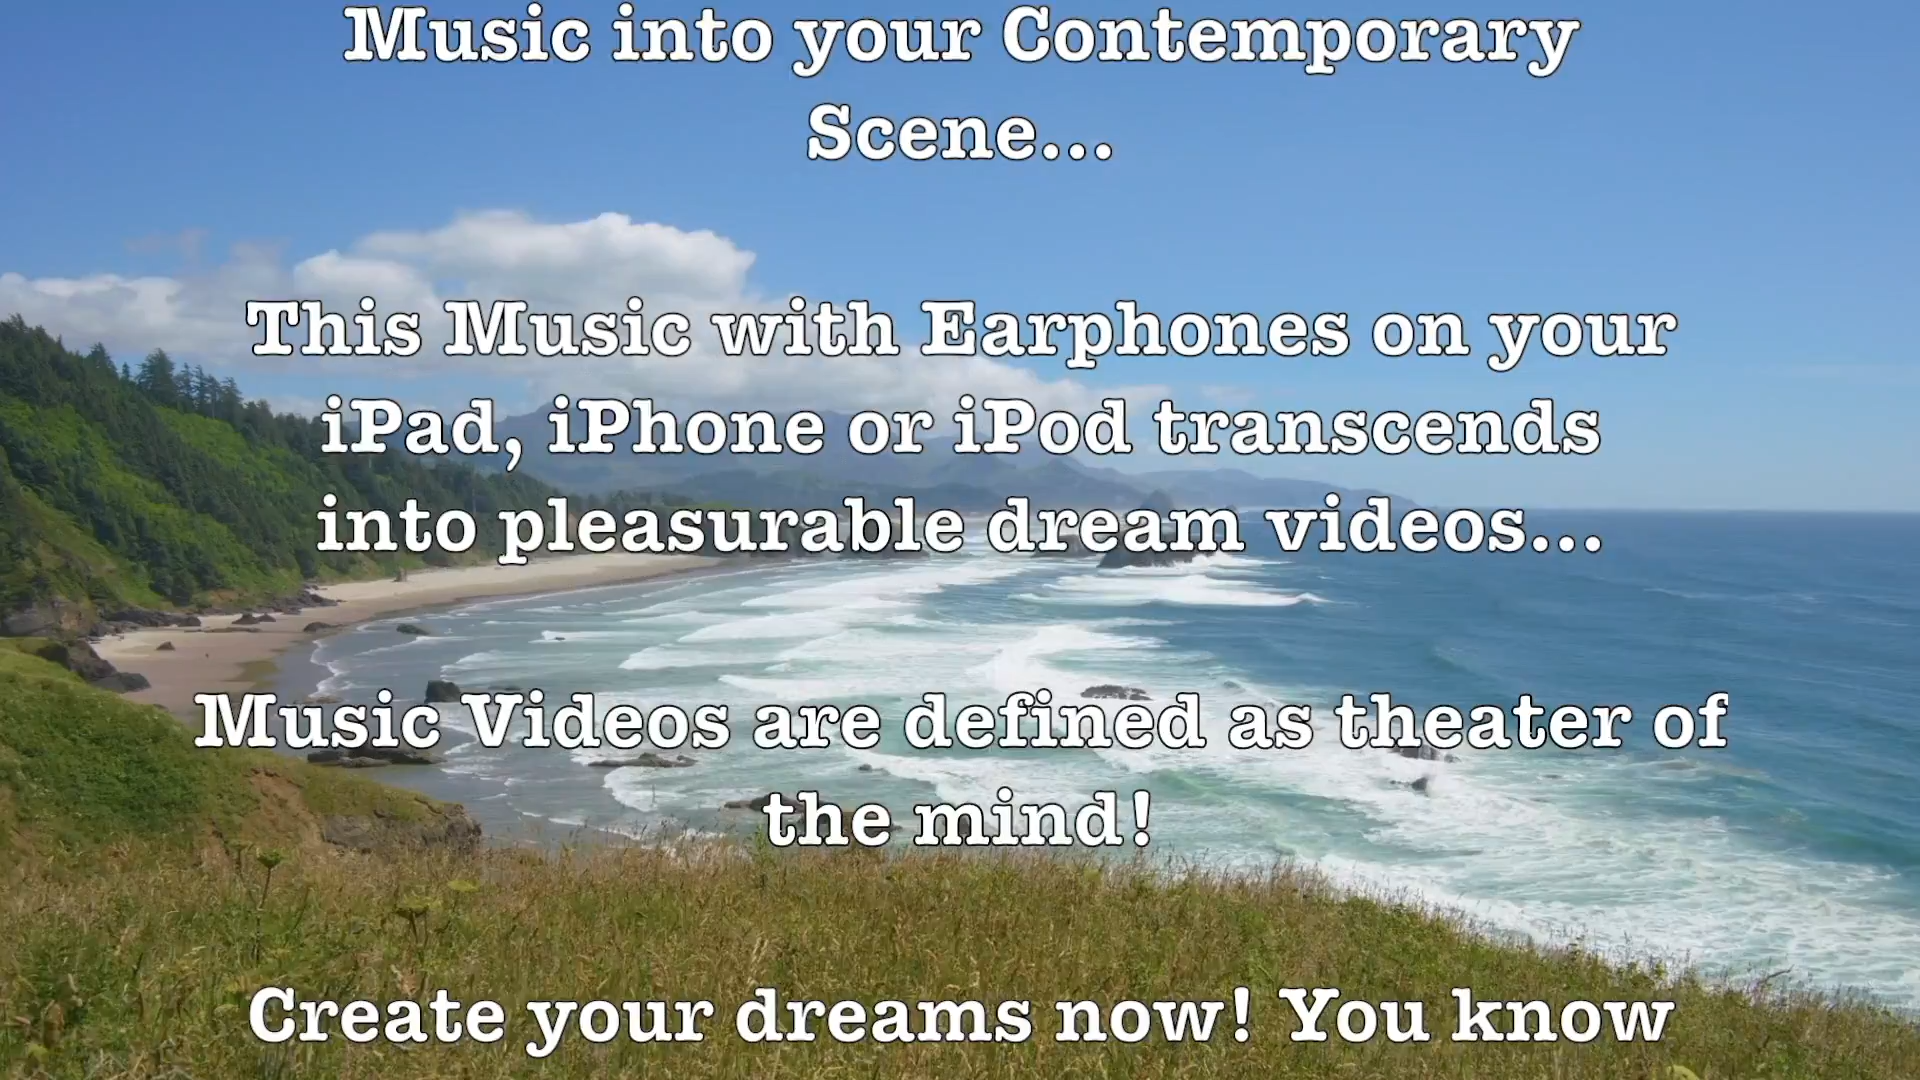 Music into your Contemporary
Scene...
This Music with Earphones on your
iPad, iPhone or iPod transcends
into pleasurable dream videos...
Music Videos are defined as theater of
the mind!
Create your dreams now! You know